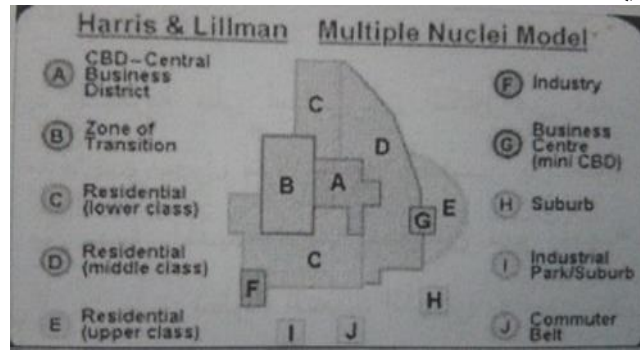 Harris & Lillman Multiple Nuclei Model
A CBD-Central
Business
District
B Zone of
Transition
C Residential
(lower class)
D Residential
(middle class)
E Residential
(upper class)
C
D
B
A
G
E
C
F
H
I
J
F Industry
G Business
Centre
(mini CBD)
H Suburb
I Industrial
Park/Suburb
J Commuter
Belt